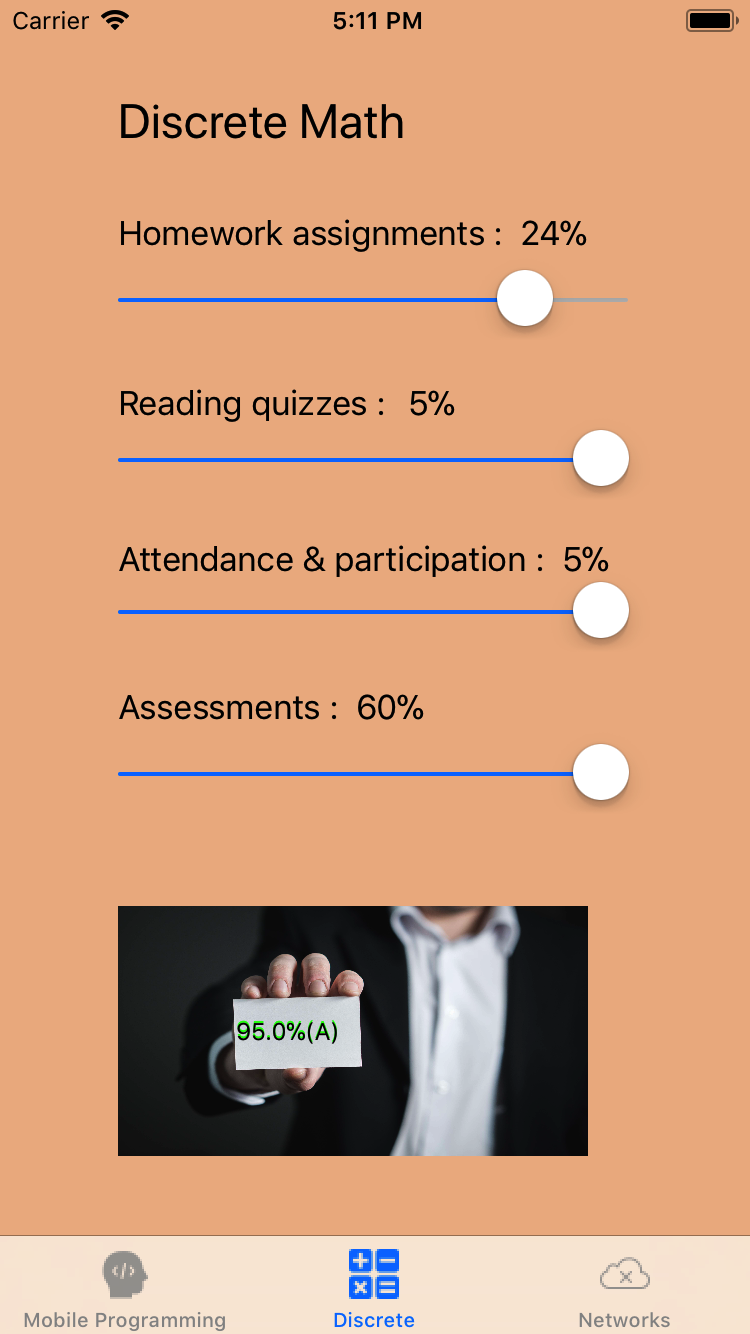 Carrier 5:11 PM
Discrete Math
Homework assignments : 24%
Reading quizzes : 5%
Attendance & participation : 5%
Assessments : 60%
95.0%(A)
Mobile Programming Discrete Networks